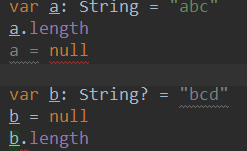 var a: String = "abc"
a.length
a = null
var b: String? = "bcd"
b = null
b.length